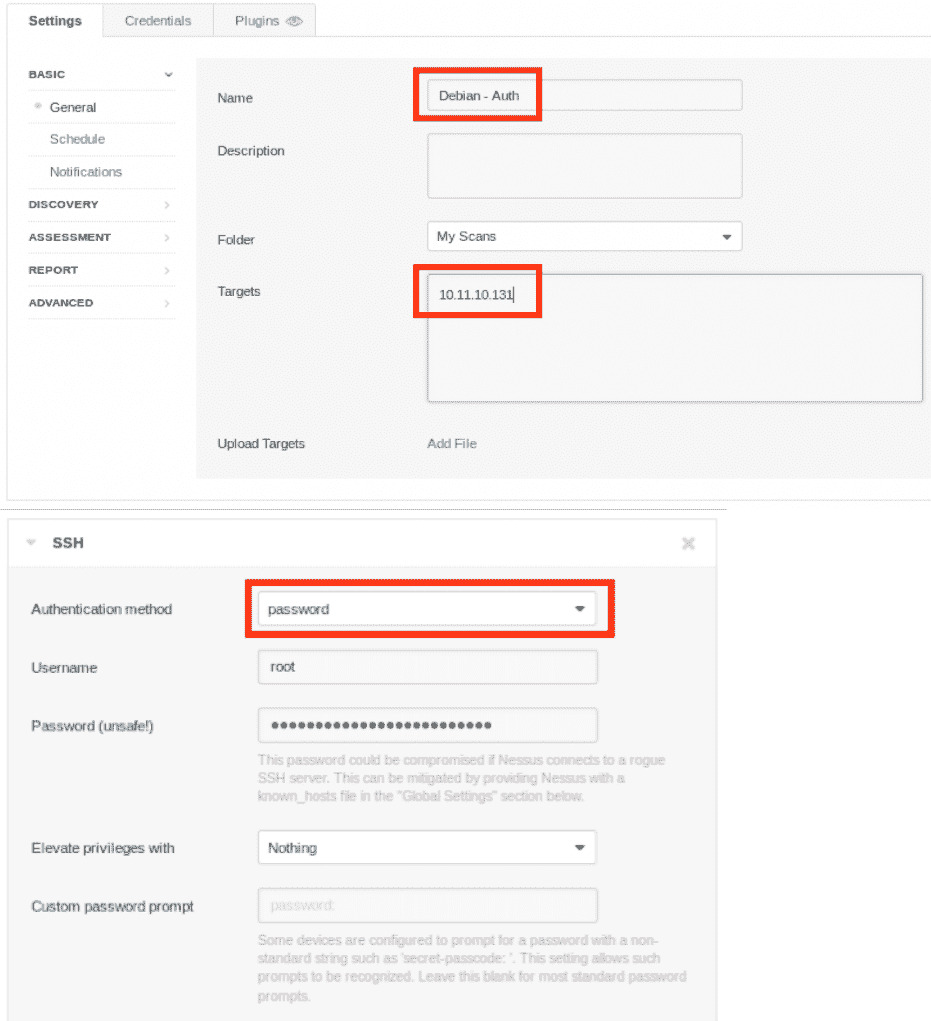 Settings
Credentials
Plugins
BASIC
General
Schedule
Notifications
DISCOVERY
ASSESSMENT
REPORT
ADVANCED
Name
Debian - Auth
Description
Folder
My Scans
Targets
10.11.10.131
Upload Targets
Add File
SSH
Authentication method
password
Username
root
Password (unsafe!)
This password could be compromised if Nessus connects to a rogue
SSH server. This can be mitigated by providing Nessus with a
known_hosts file in the "Global Settings" section below.
Elevate privileges with
Nothing
Custom password prompt
password:
Some devices are configured to prompt for a password with a non-
standard string such as 'secret-passcode: '. This setting allows such
prompts to be recognized. Leave this blank for most standard password
prompts.